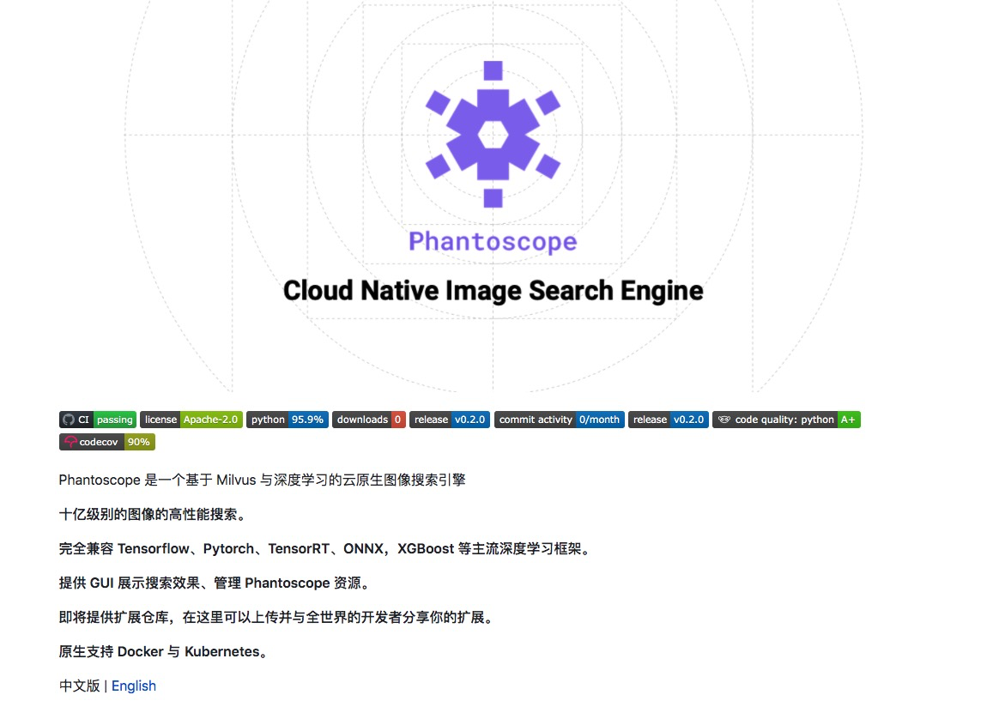 Phantoscope
Cloud Native Image Search Engine
CI passing license Apache-2.0 python 95.9% downloads 0 release v0.2.0 commit activity 0/month release v0.2.0 code quality: python A+
codecov 90%
Phantoscope 是一个基于 Milvus 与深度学习的云原生图像搜索引擎
十亿级别的图像的高性能搜索。
完全兼容 Tensorflow、Pytorch、TensorRT、ONNX，XGBoost 等主流深度学习框架。
提供 GUI 展示搜索效果、管理 Phantoscope 资源。
即将提供扩展仓库，在这里可以上传并与全世界的开发者分享你的扩展。
原生支持 Docker 与 Kubernetes。
中文版 | English